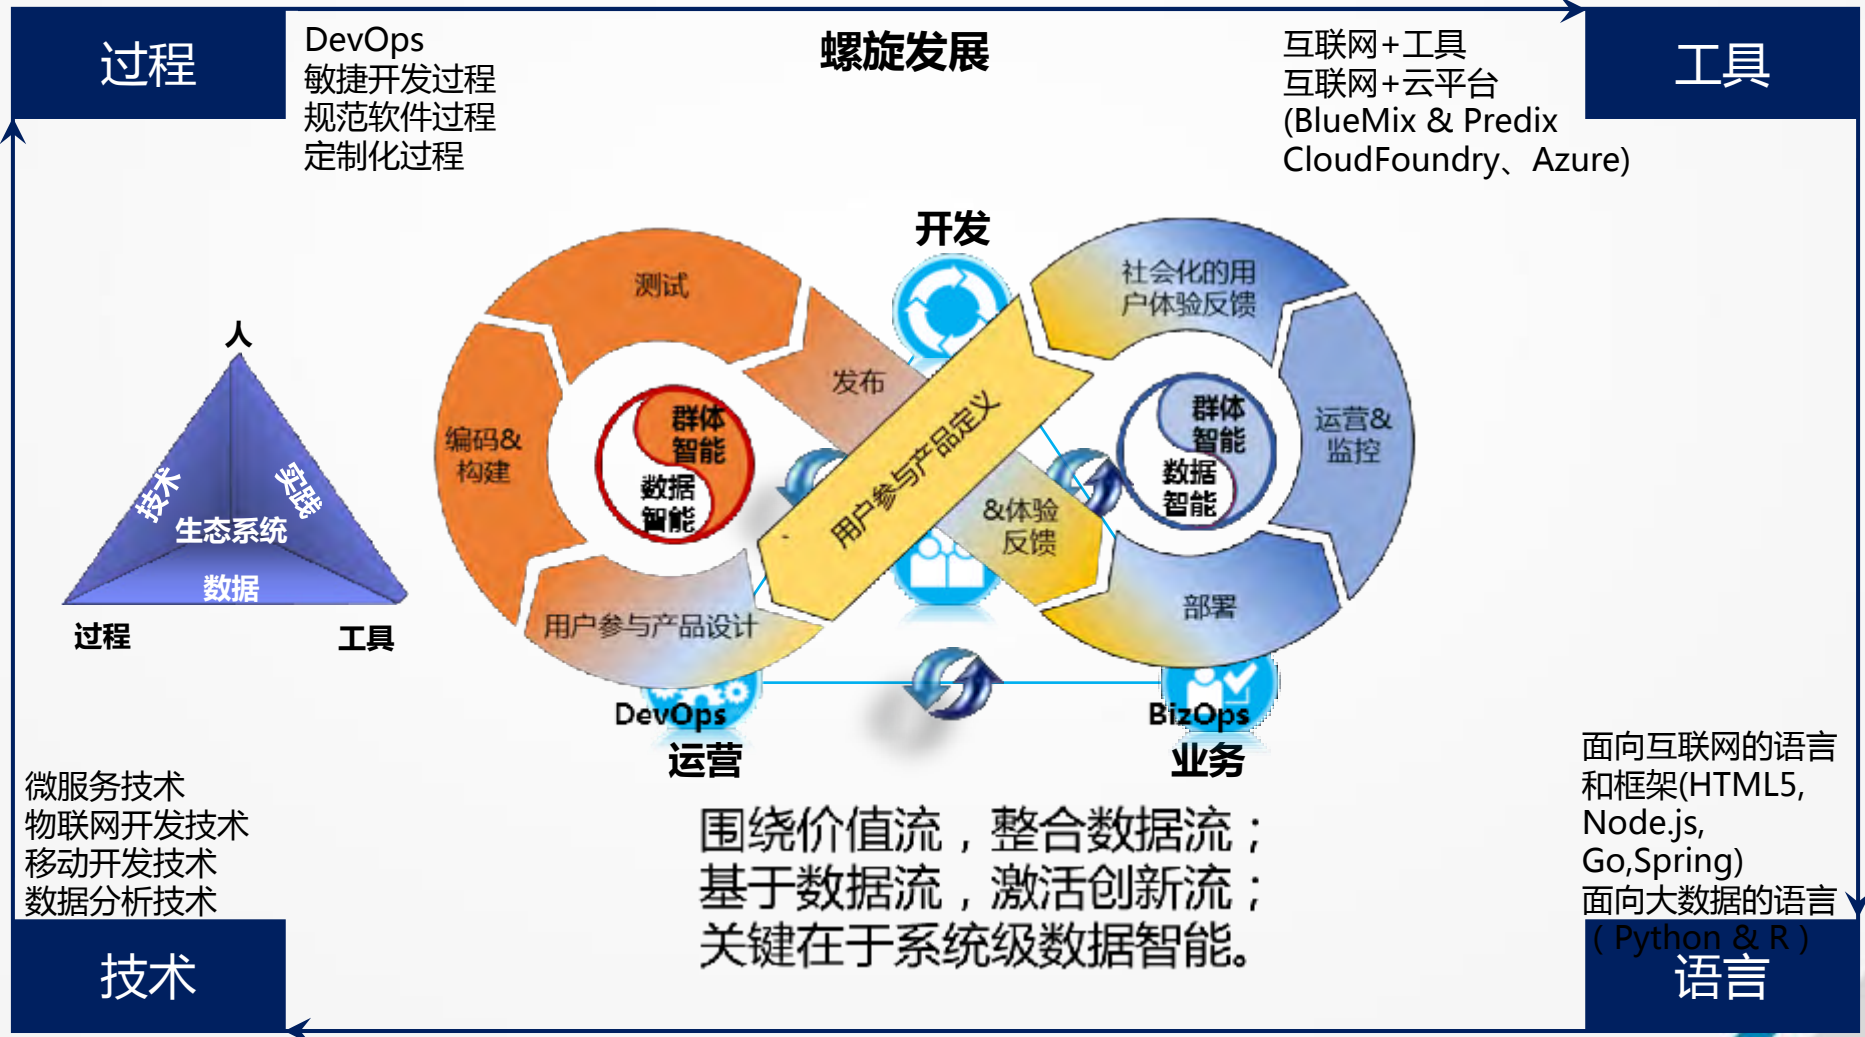 过程
DevOps
敏捷开发过程
规范软件过程
定制化过程
螺旋发展
互联网+工具
互联网+云平台
(BlueMix & Predix
CloudFoundry、Azure)
工具
人
技术
实践
生态系统
数据
过程
工具
开发
测试
发布
编码&
构建
群体
智能
数据
智能
用户参与产品设计
用户参与产品定义
&体验
反馈
社会化的用
户体验反馈
运营&
监控
群体
智能
数据
智能
部署
DevOps
运营
BizOps
业务
围绕价值流，整合数据流；
基于数据流，激活创新流；
关键在于系统级数据智能。
微服务技术
物联网开发技术
移动开发技术
数据分析技术
技术
面向互联网的语言
和框架(HTML5,
Node.js,
Go,Spring)
面向大数据的语言
（Python & R）
语言